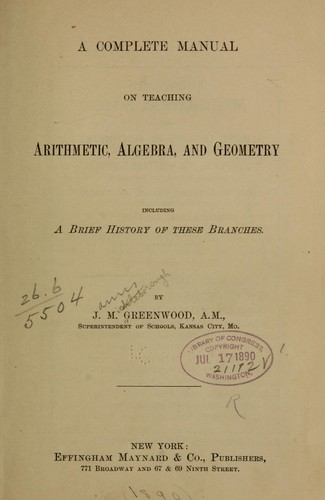 A COMPLETE MANUAL
ON TEACHING
ARITHMETIC, ALGEBRA, AND GEOMETRY
INCLUDING
A BRIEF HISTORY OF THESE BRANCHES.
26.6
5504
BY
J. M. GREENWOOD, A.M.,
SUPERINTENDENT OF SCHOOLS, KANSAS CITY, MO.
LIBRARY OF CONGRESS
COPYRIGHT
JUL 17 1890
WASHINGTON
R
NEW YORK:
EFFINGHAM MAYNARD & CO., PUBLISHERS,
771 BROADWAY AND 67 & 69 NINTH STREET.
1890